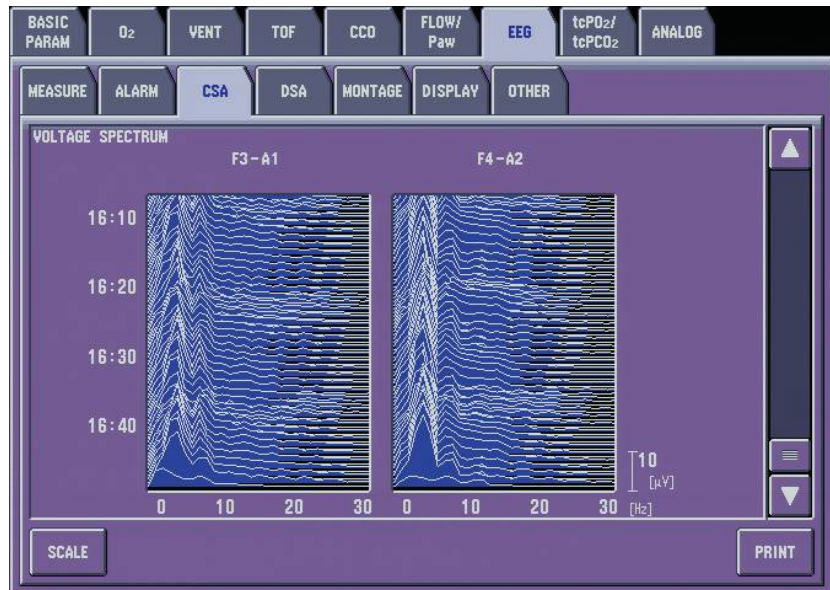 BASIC PARAM O2 VENT TOF CCO FLOW/ Paw EEG tcPO2/ tcPCO2 ANALOG
MEASURE ALARM CSA DSA MONTAGE DISPLAY OTHER
VOLTAGE SPECTRUM
F3-A1 F4-A2
16:10
16:20
16:30
16:40
10
[µV]
0 10 20 30 0 10 20 30 [Hz]
SCALE PRINT